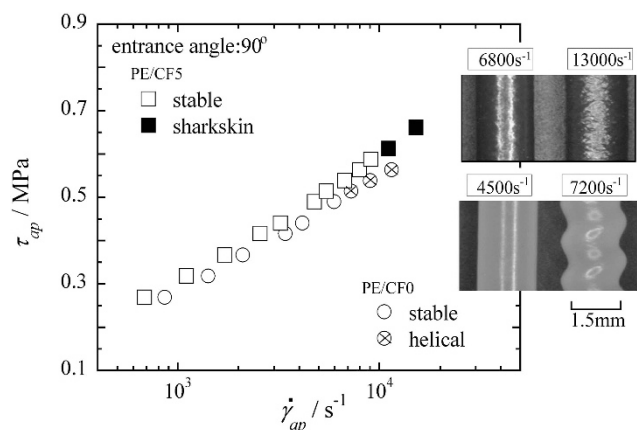 0.9
entrance angle:90°
PE/CF5
stable
sharkskin
0.7
0.5
0.3
0.1
τap / MPa
PE/CF0
stable
helical
10³
10⁴
γ̇ap / s⁻¹
6800s⁻¹
13000s⁻¹
4500s⁻¹
7200s⁻¹
1.5mm